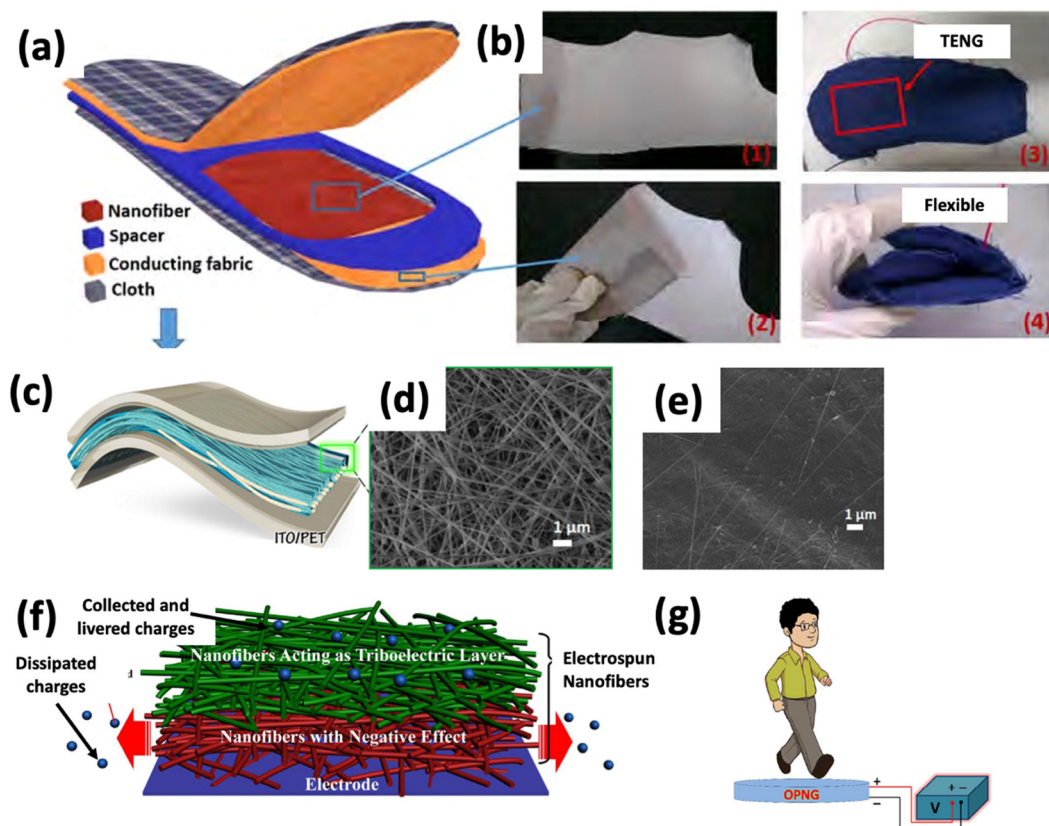 (a)
Nanofiber
Spacer
Conducting fabric
Cloth
(b)
(1)
(2)
TENG
(3)
Flexible
(4)
(c)
ITO/PET
(d)
1 µm
(e)
1 µm
(f)
Collected and
livered charges
Dissipated
charges
Nanofibers Acting as Triboelectric Layer
Nanofibers with Negative Effect
Electrode
Electrospun
Nanofibers
(g)
OPNG
+
−
+ −
V